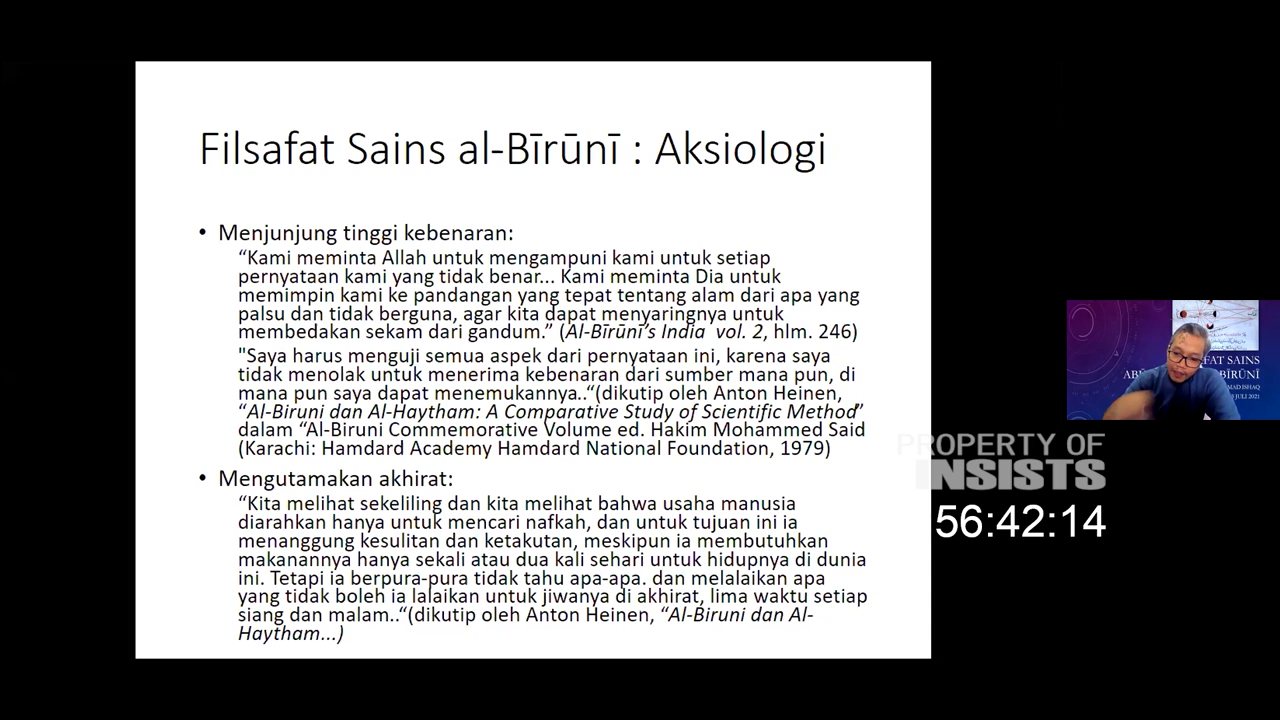 Filsafat Sains al-Bīrūnī : Aksiologi
• Menjunjung tinggi kebenaran:
“Kami meminta Allah untuk mengampuni kami untuk setiap
pernyataan kami yang tidak benar... Kami meminta Dia untuk
memimpin kami ke pandangan yang tepat tentang alam dari apa yang
palsu dan tidak berguna, agar kita dapat menyaringnya untuk
membedakan sekam dari gandum.” (Al-Bīrūnī’s India vol. 2, hlm. 246)
"Saya harus menguji semua aspek dari pernyataan ini, karena saya
tidak menolak untuk menerima kebenaran dari sumber mana pun, di
mana pun saya dapat menemukannya..“(dikutip oleh Anton Heinen,
“Al-Biruni dan Al-Haytham: A Comparative Study of Scientific Method”
dalam “Al-Biruni Commemorative Volume ed. Hakim Mohammed Said
(Karachi: Hamdard Academy Hamdard National Foundation, 1979)
• Mengutamakan akhirat:
“Kita melihat sekeliling dan kita melihat bahwa usaha manusia
diarahkan hanya untuk mencari nafkah, dan untuk tujuan ini ia
menanggung kesulitan dan ketakutan, meskipun ia membutuhkan
makanannya hanya sekali atau dua kali sehari untuk hidupnya di dunia
ini. Tetapi ia berpura-pura tidak tahu apa-apa. dan melalaikan apa
yang tidak boleh ia lalaikan untuk jiwanya di akhirat, lima waktu setiap
siang dan malam..“(dikutip oleh Anton Heinen, “Al-Biruni dan Al-
Haytham...)
SAINS
BĪRŪNĪ
ISHAQ
JULI 2021
PROPERTY OF
INSISTS
56:42:14